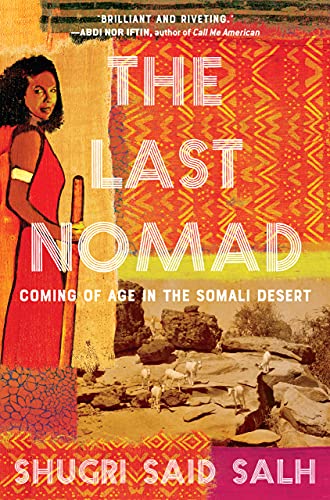 "BRILLIANT AND RIVETING."
—ABDI NOR IFTIN, author of Call Me American
THE
LAST
NOMAD
COMING OF AGE IN THE SOMALI DESERT
SHUGRI SAID SALH